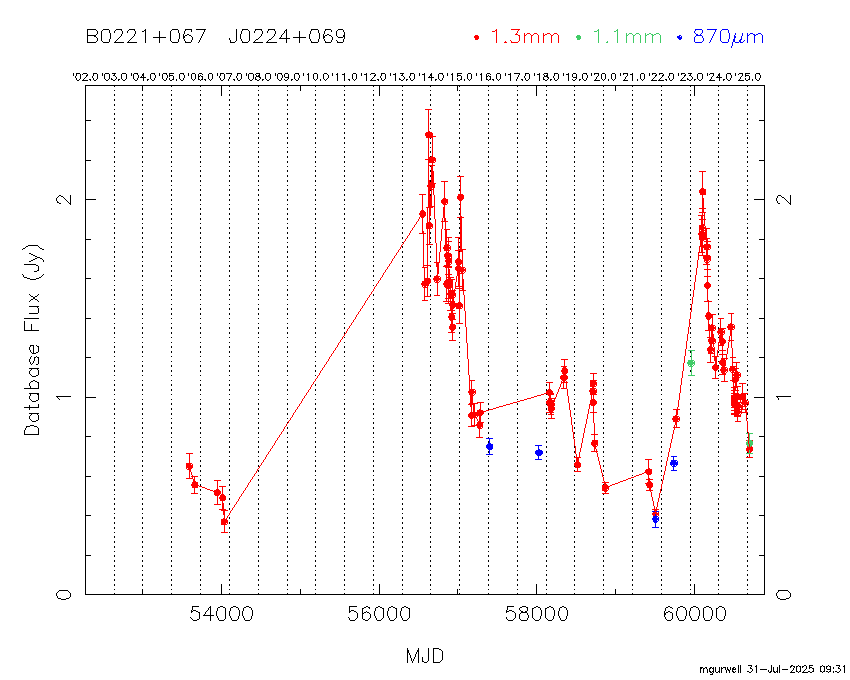 B0221+067 J0224+069 1.3mm 1.1mm 870μm
'02.0 '03.0 '04.0 '05.0 '06.0 '07.0 '08.0 '09.0 '10.0 '11.0 '12.0 '13.0 '14.0 '15.0 '16.0 '17.0 '18.0 '19.0 '20.0 '21.0 '22.0 '23.0 '24.0 '25.0
2 2
Database Flux (Jy)
1 1
0 0
54000 56000 58000 60000
MJD
mgurwell 31-Jul-2025 09:31